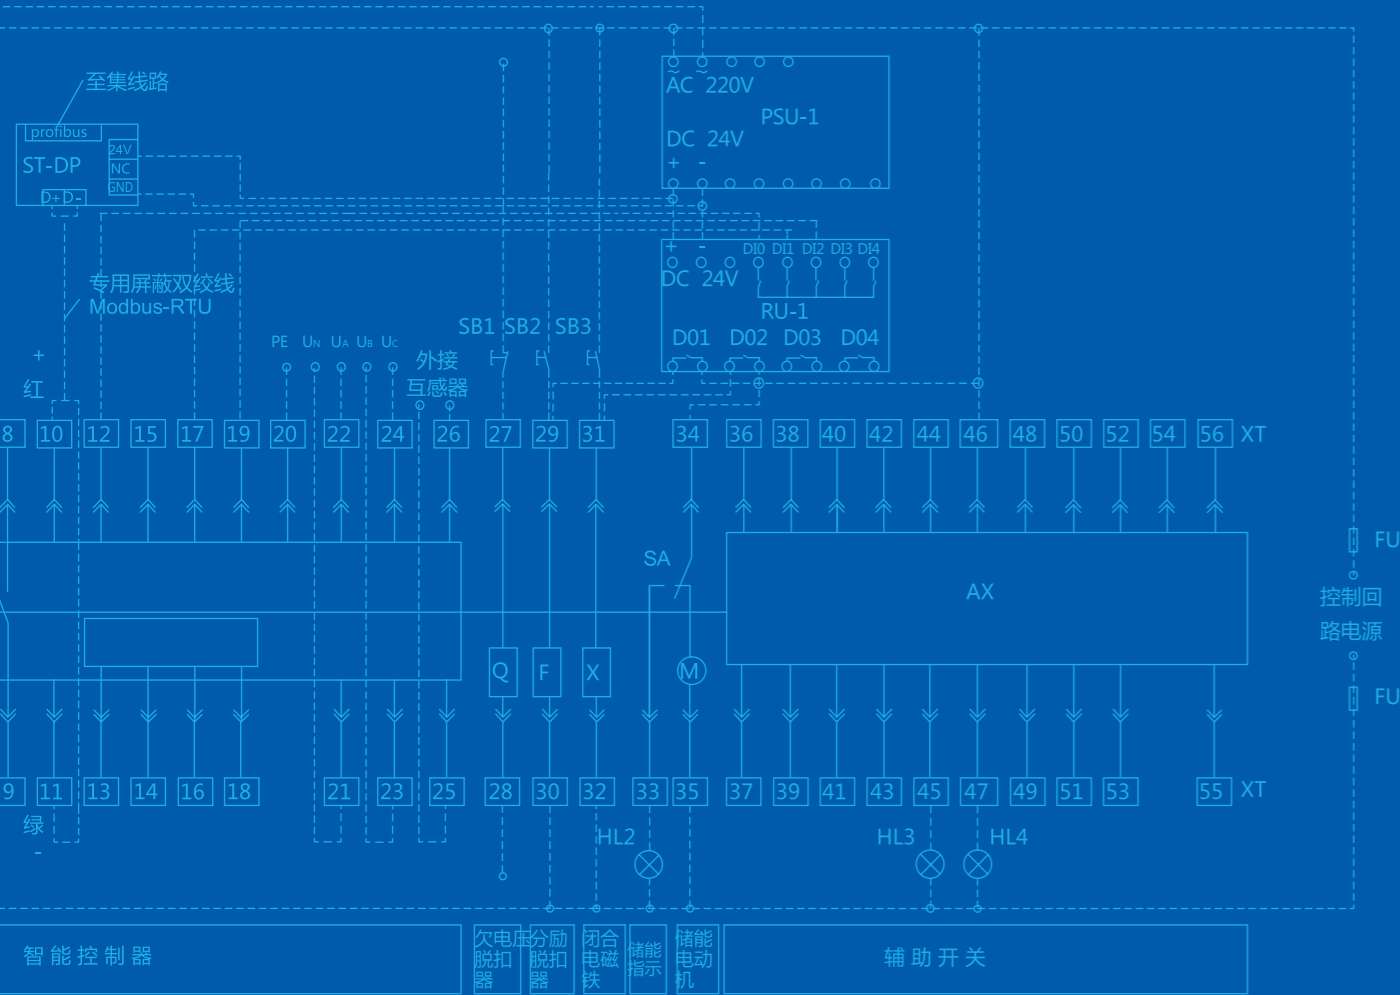 至集线路
profibus
ST-DP
24V
NC
GND
D+D-
AC 220V
PSU-1
DC 24V
+ -
+ -
DI0 DI1 DI2 DI3 DI4
DC 24V
RU-1
D01 D02 D03 D04
专用屏蔽双绞线
Modbus-RTU
SB1 SB2 SB3
PE UN UA UB UC
外接
互感器
+
红
8 10 12 15 17 19 20 22 24 26 27 29 31 34 36 38 40 42 44 46 48 50 52 54 56 XT
SA
AX
FU
控制回
路电源
FU
Q F X M
9 11 13 14 16 18 21 23 25 28 30 32 33 35 37 39 41 43 45 47 49 51 53 55 XT
绿
-
HL2 HL3 HL4
智能控制器
欠电压
脱扣
器
分励
脱扣
器
闭合
电磁
铁
储能
指示
储能
电动
机
辅助开关